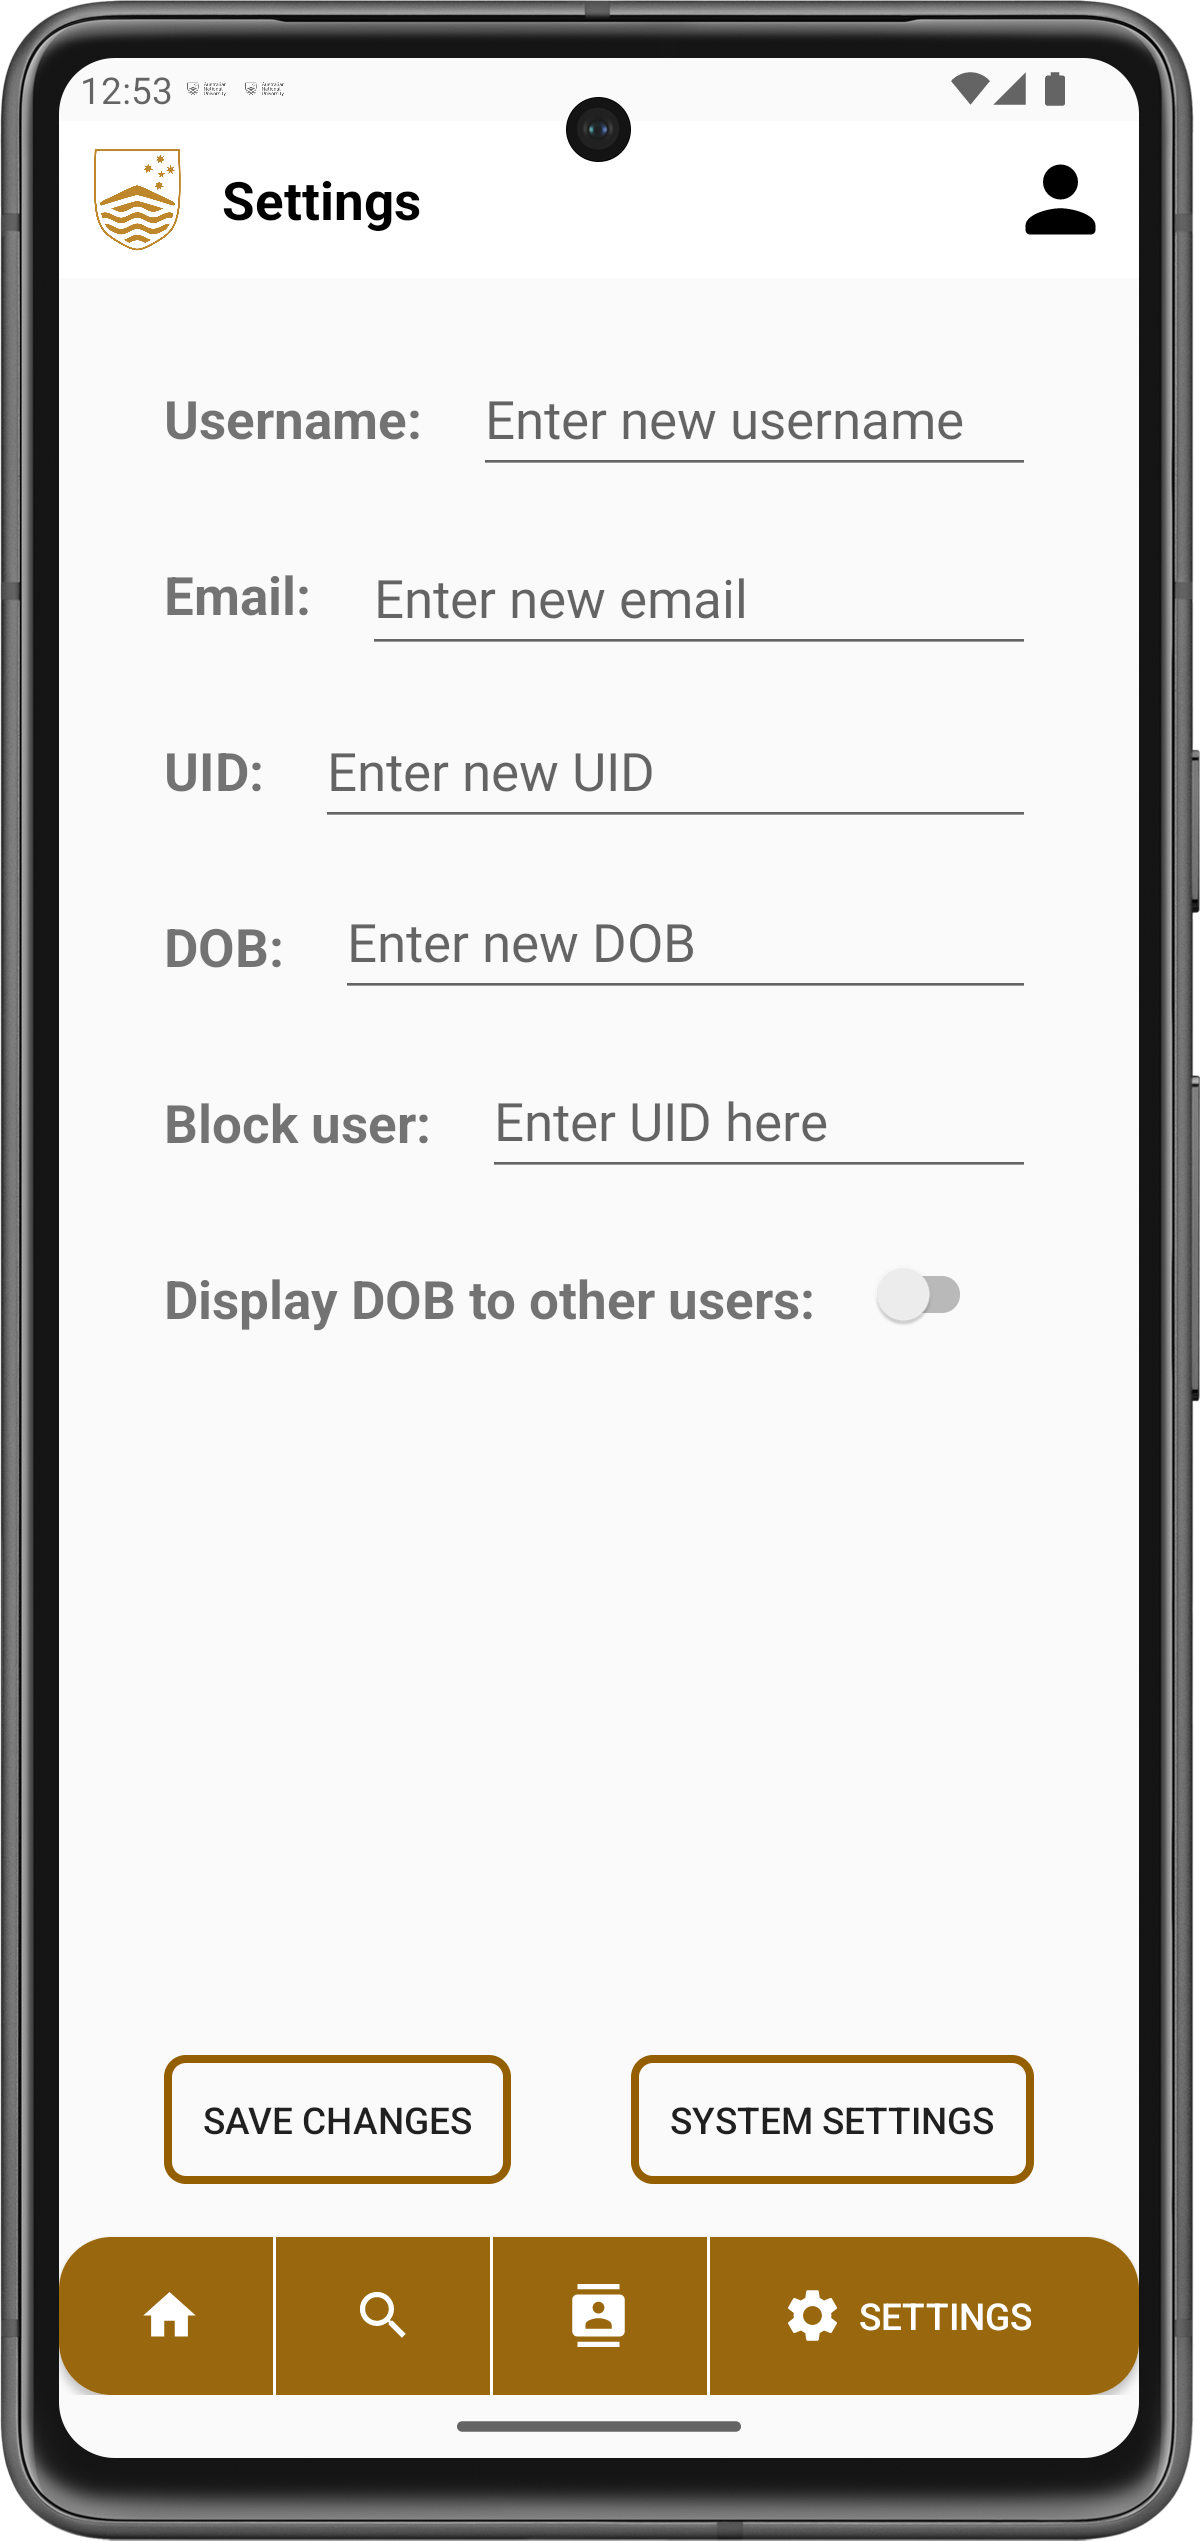 12:53
Settings
Username: Enter new username
Email: Enter new email
UID: Enter new UID
DOB: Enter new DOB
Block user: Enter UID here
Display DOB to other users:
SAVE CHANGES SYSTEM SETTINGS
SETTINGS